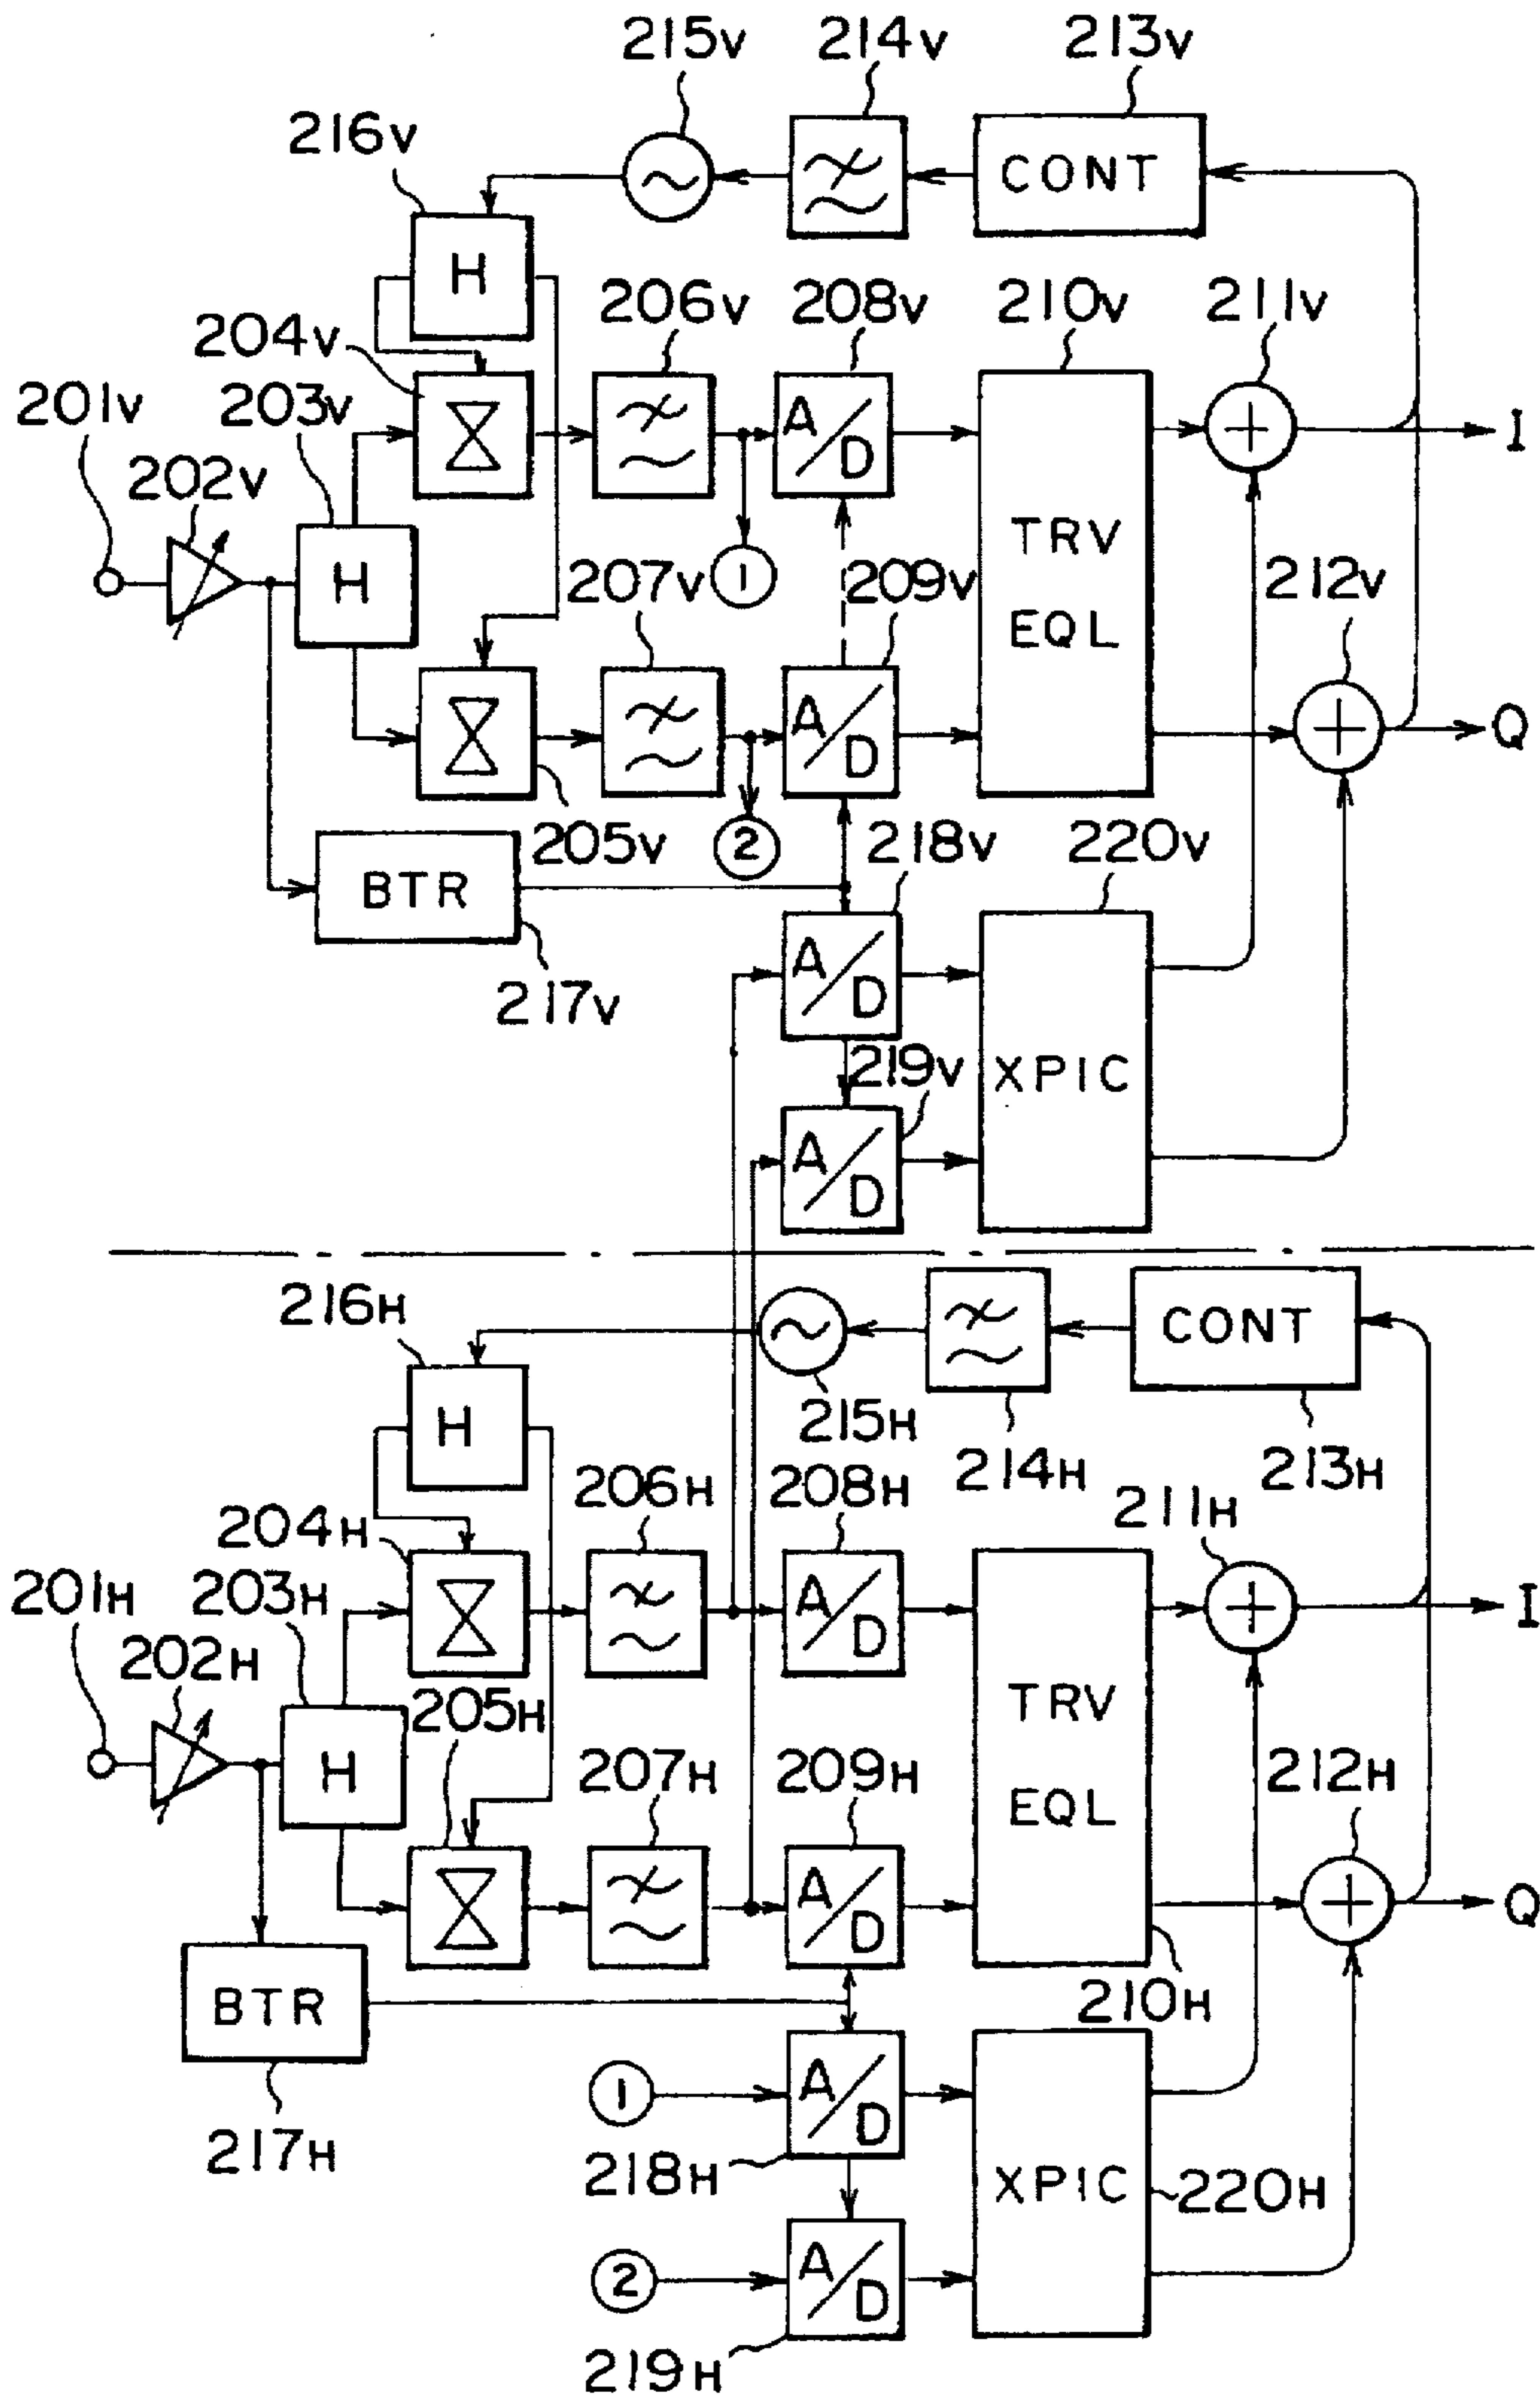 215V 214V 213V
216V
CONT
H
206V 208V 210V 211V
204V
201V 203V
A/D
I
202V
TRV
1
207V 209V 212V
H
EQL
A/D
Q
205V 2 218V 220V
BTR
A/D
217V
219V
XPIC
A/D
216H
CONT
H
215H
214H 213H
206H 208H
211H
204H
201H 203H
A/D
I
202H
TRV
205H
207H 209H 212H
H
EQL
A/D
Q
210H
BTR
1
A/D
217H
218H
XPIC
220H
2
A/D
219H